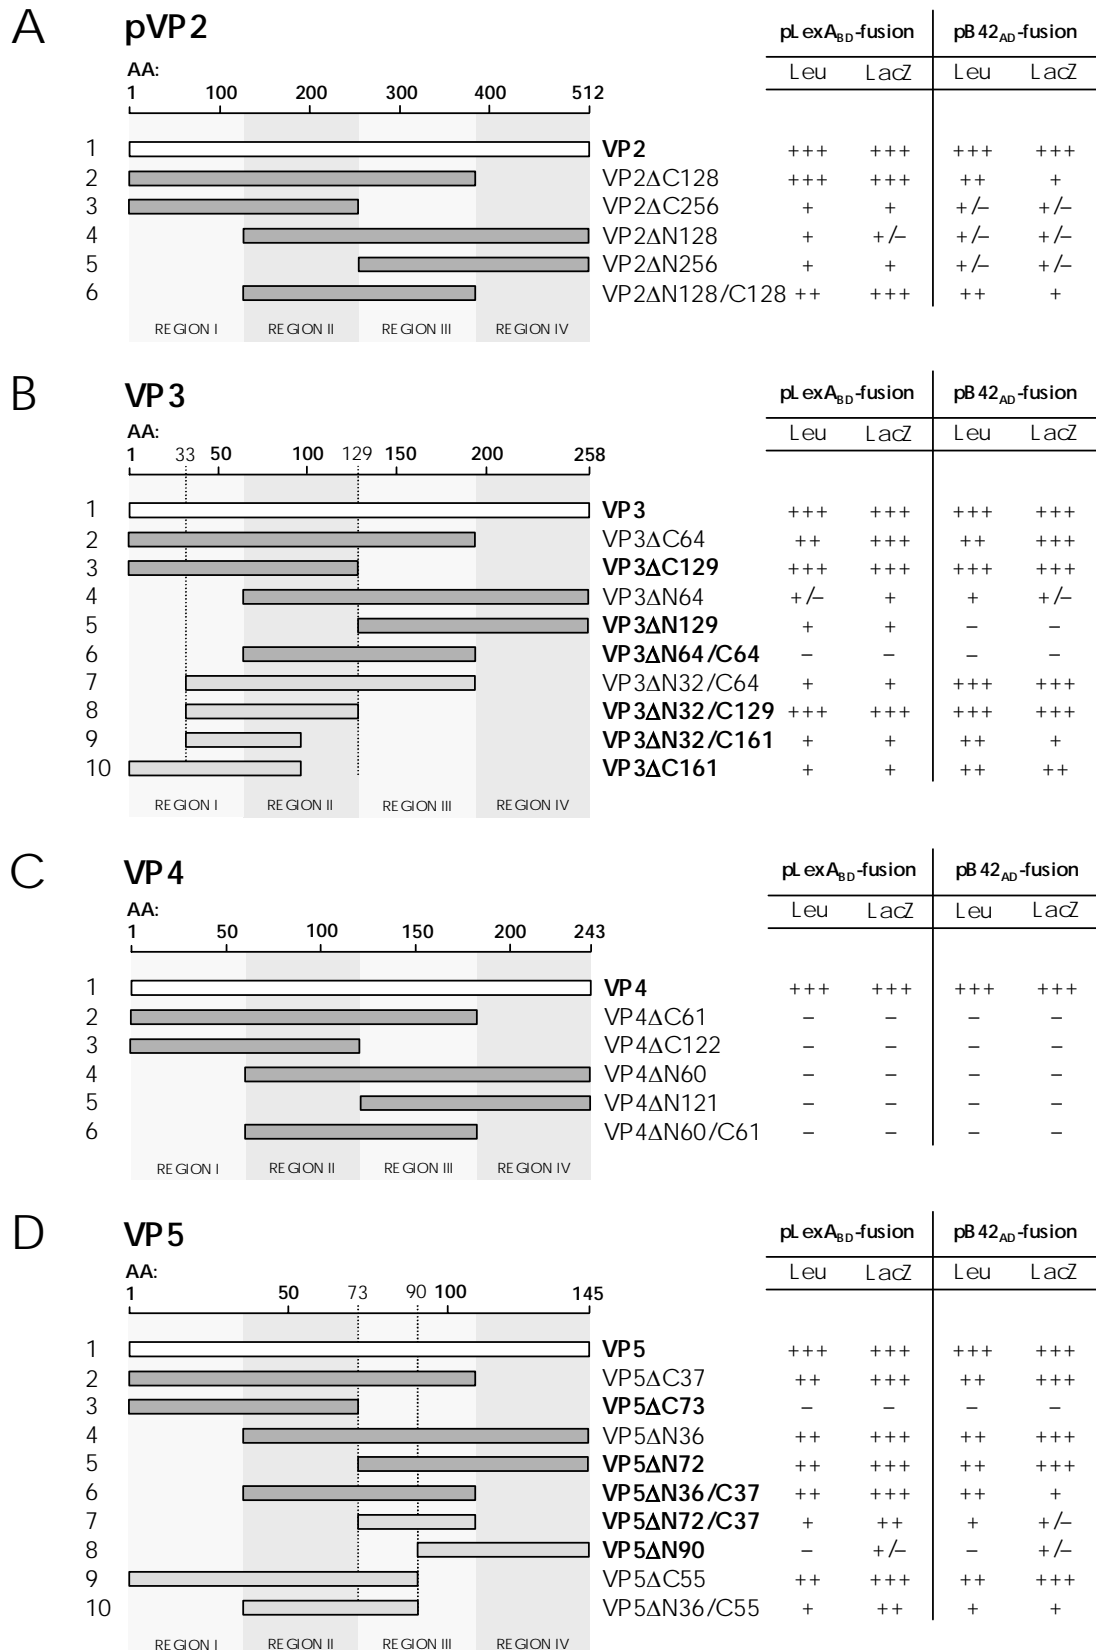 A pVP2 pLexABD-fusion pB42AD-fusion
AA: Leu LacZ Leu LacZ
1 100 200 300 400 512
1 VP2 +++ +++ +++ +++
2 VP2ΔC128 +++ +++ ++ +
3 VP2ΔC256 + + +/– +/–
4 VP2ΔN128 + +/– +/– +/–
5 VP2ΔN256 + + +/– +/–
6 VP2ΔN128/C128 ++ +++ ++ +
REGION I REGION II REGION III REGION IV
B VP3 pLexABD-fusion pB42AD-fusion
AA: Leu LacZ Leu LacZ
1 33 50 100 129 150 200 258
1 VP3 +++ +++ +++ +++
2 VP3ΔC64 ++ +++ ++ +++
3 VP3ΔC129 +++ +++ +++ +++
4 VP3ΔN64 +/– + + +/–
5 VP3ΔN129 + + – –
6 VP3ΔN64/C64 – – – –
7 VP3ΔN32/C64 + + +++ +++
8 VP3ΔN32/C129 +++ +++ +++ +++
9 VP3ΔN32/C161 + + ++ +
10 VP3ΔC161 + + ++ ++
REGION I REGION II REGION III REGION IV
C VP4 pLexABD-fusion pB42AD-fusion
AA: Leu LacZ Leu LacZ
1 50 100 150 200 243
1 VP4 +++ +++ +++ +++
2 VP4ΔC61 – – – –
3 VP4ΔC122 – – – –
4 VP4ΔN60 – – – –
5 VP4ΔN121 – – – –
6 VP4ΔN60/C61 – – – –
REGION I REGION II REGION III REGION IV
D VP5 pLexABD-fusion pB42AD-fusion
AA: Leu LacZ Leu LacZ
1 50 73 90 100 145
1 VP5 +++ +++ +++ +++
2 VP5ΔC37 ++ +++ ++ +++
3 VP5ΔC73 – – – –
4 VP5ΔN36 ++ +++ ++ +++
5 VP5ΔN72 ++ +++ ++ +++
6 VP5ΔN36/C37 ++ +++ ++ +
7 VP5ΔN72/C37 + ++ + +/–
8 VP5ΔN90 – +/– – +/–
9 VP5ΔC55 ++ +++ ++ +++
10 VP5ΔN36/C55 + ++ + +
REGION I REGION II REGION III REGION IV